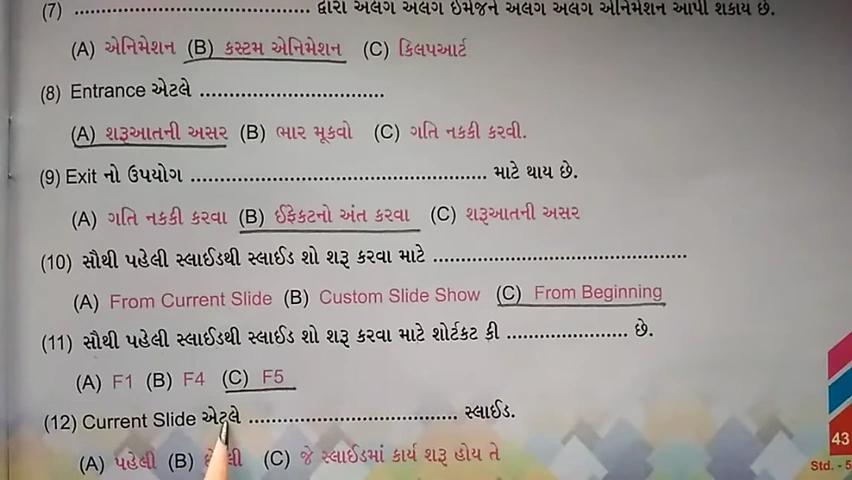 (7) ................................................ દ્વારા અલગ અલગ ઇમેજને અલગ અલગ એનિમેશન આપી શકાય છે.
(A) એનિમેશન (B) કસ્ટમ એનિમેશન (C) ક્લિપઆર્ટ
(8) Entrance એટલે .....................................
(A) શરૂઆતની અસર (B) ભાર મૂકવો (C) ગતિ નકકી કરવી.
(9) Exit નો ઉપયોગ ........................................................... માટે થાય છે.
(A) ગતિ નકકી કરવા (B) ઈફેકટનો અંત કરવા (C) શરૂઆતની અસર
(10) સૌથી પહેલી સ્લાઈડથી સ્લાઈડ શો શરૂ કરવા માટે ..................................................
(A) From Current Slide (B) Custom Slide Show (C) From Beginning
(11) સૌથી પહેલી સ્લાઈડથી સ્લાઈડ શો શરૂ કરવા માટે શોર્ટકટ કી ........................ છે.
(A) F1 (B) F4 (C) F5
(12) Current Slide એટલે .......................................... સ્લાઈડ.
(A) પહેલી (B) (C) જે સ્લાઈડમાં કાર્ય શરૂ હોય તે
43
Std. - 5